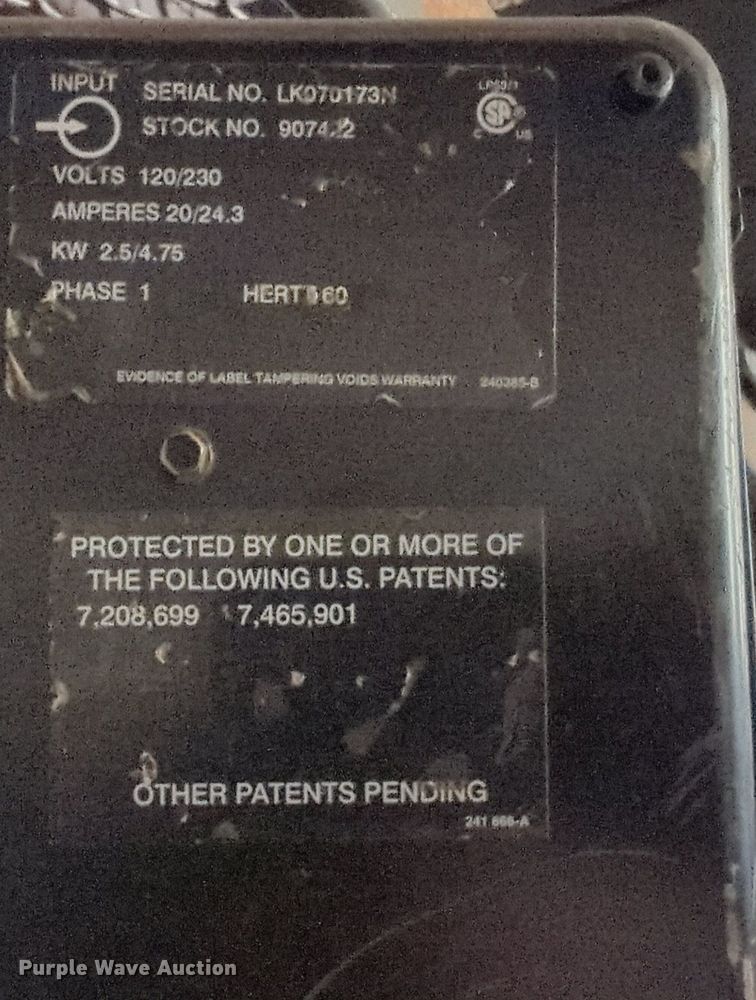 INPUT
SERIAL NO. LK070173N
STOCK NO.
VOLTS 120/230
AMPERES 20/24.3
KW 2.5/4.75
PHASE 1 60
EVIDENCE OF LABEL TAMPERING VOIDS WARRANTY 240385-B
PROTECTED BY ONE OR MORE OF
THE FOLLOWING U.S. PATENTS:
7,208,699 7,465,901
OTHER PATENTS PENDING
Purple Wave Auction